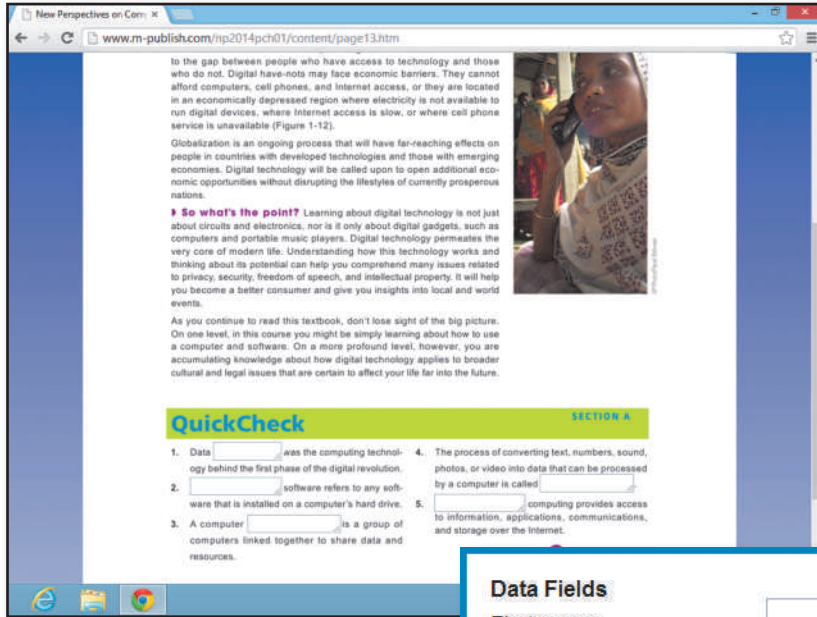 New Perspectives on Com
www.m-publish.com/np2014pch01/content/page13.htm
to the gap between people who have access to technology and those
who do not. Digital have-nots may face economic barriers. They cannot
afford computers, cell phones, and Internet access, or they are located
in an economically depressed region where electricity is not available to
run digital devices, where Internet access is slow, or where cell phone
service is unavailable (Figure 1-12).
Globalization is an ongoing process that will have far-reaching effects on
people in countries with developed technologies and those with emerging
economies. Digital technology will be called upon to open additional eco-
nomic opportunities without disrupting the lifestyles of currently prosperous
nations.
So what's the point? Learning about digital technology is not just
about circuits and electronics, nor is it only about digital gadgets, such as
computers and portable music players. Digital technology permeates the
very core of modern life. Understanding how this technology works and
thinking about its potential can help you comprehend many issues related
to privacy, security, freedom of speech, and intellectual property. It will help
you become a better consumer and give you insights into local and world
events.
As you continue to read this textbook, don't lose sight of the big picture.
On one level, in this course you might be simply learning about how to use
a computer and software. On a more profound level, however, you are
accumulating knowledge about how digital technology applies to broader
cultural and legal issues that are certain to affect your life far into the future.
QuickCheck
SECTION A
1. Data was the computing technol-
ogy behind the first phase of the digital revolution.
2. software refers to any soft-
ware that is installed on a computer's hard drive.
3. A computer is a group of
computers linked together to share data and
resources.
4. The process of converting text, numbers, sound,
photos, or video into data that can be processed
by a computer is called
5. computing provides access
to information, applications, communications,
and storage over the Internet.
Data Fields